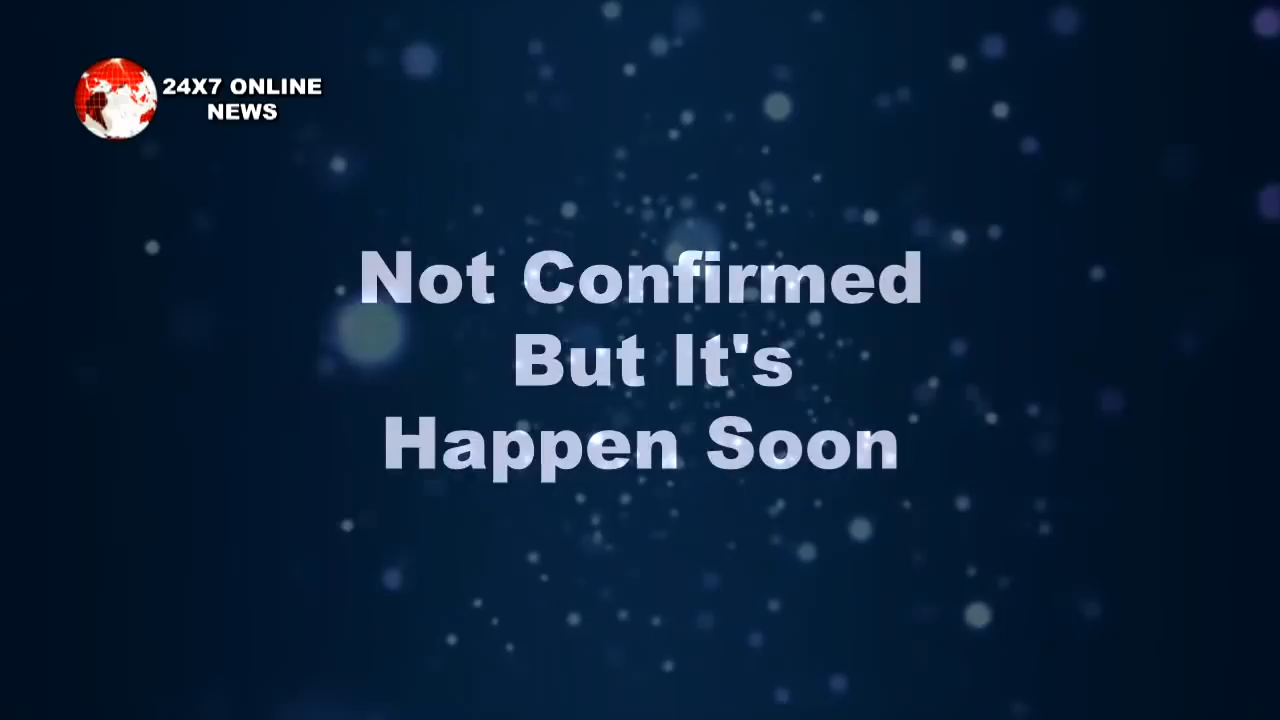 24X7 ONLINE
NEWS
Not Confirmed
But It's
Happen Soon